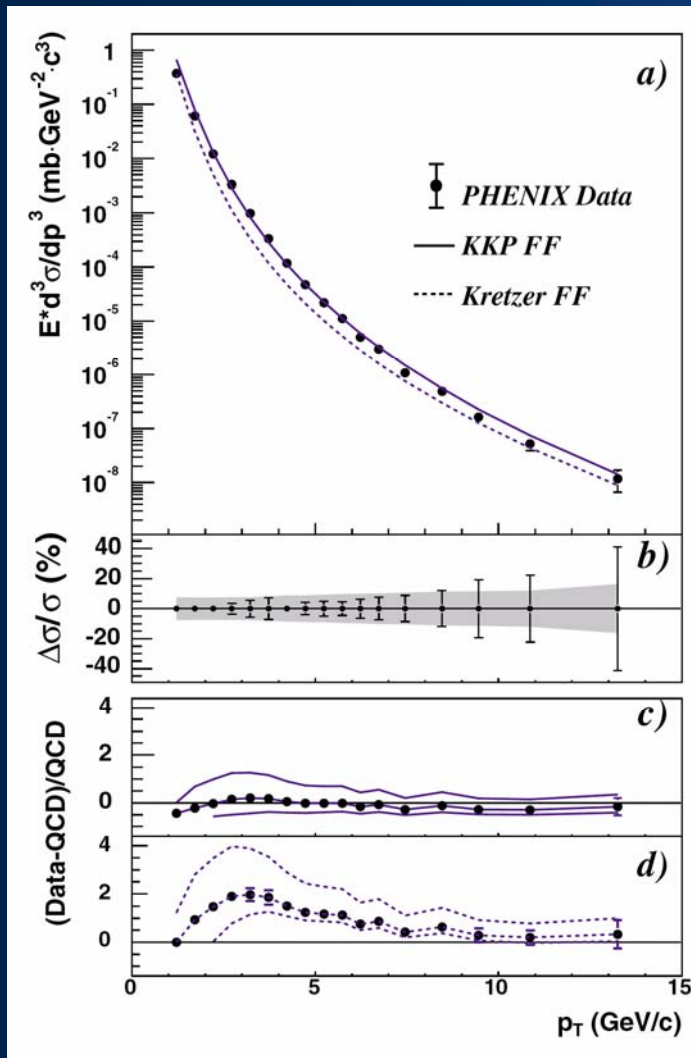 a)
E*d³σ/dp³ (mb·GeV⁻²·c³)
1
10⁻¹
10⁻²
10⁻³
10⁻⁴
10⁻⁵
10⁻⁶
10⁻⁷
10⁻⁸
PHENIX Data
KKP FF
Kretzer FF
b)
Δσ/σ (%)
40
20
0
-20
-40
c)
(Data-QCD)/QCD
4
2
0
d)
4
2
0
0 5 10 15
p_T (GeV/c)